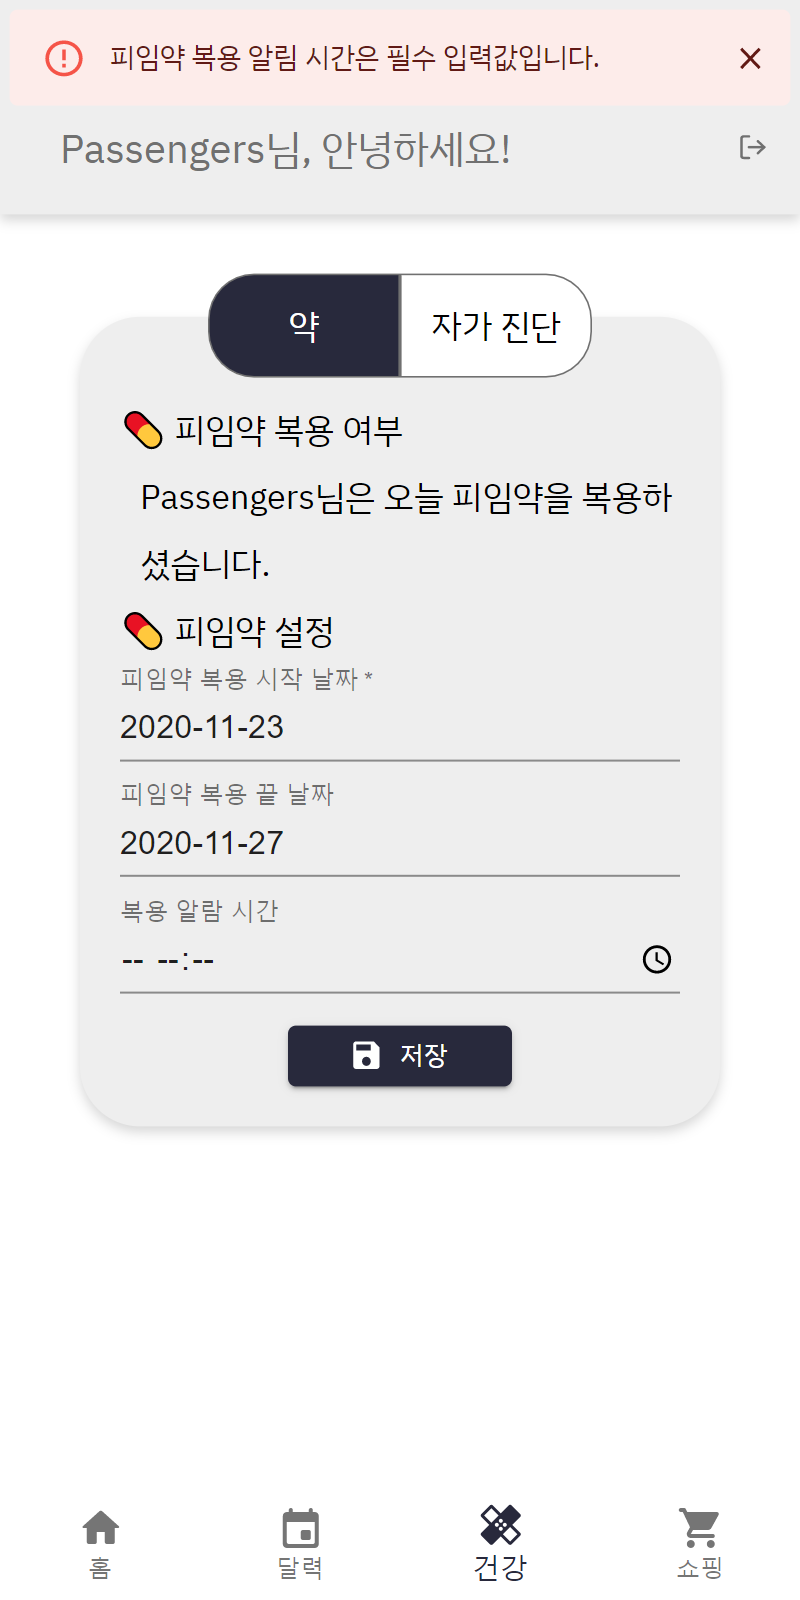 피임약 복용 알림 시간은 필수 입력값입니다.
Passengers님, 안녕하세요!
약
자가 진단
피임약 복용 여부
Passengers님은 오늘 피임약을 복용하
셨습니다.
피임약 설정
피임약 복용 시작 날짜 *
2020-11-23
피임약 복용 끝 날짜
2020-11-27
복용 알람 시간
-- --:--
저장
홈
달력
건강
쇼핑